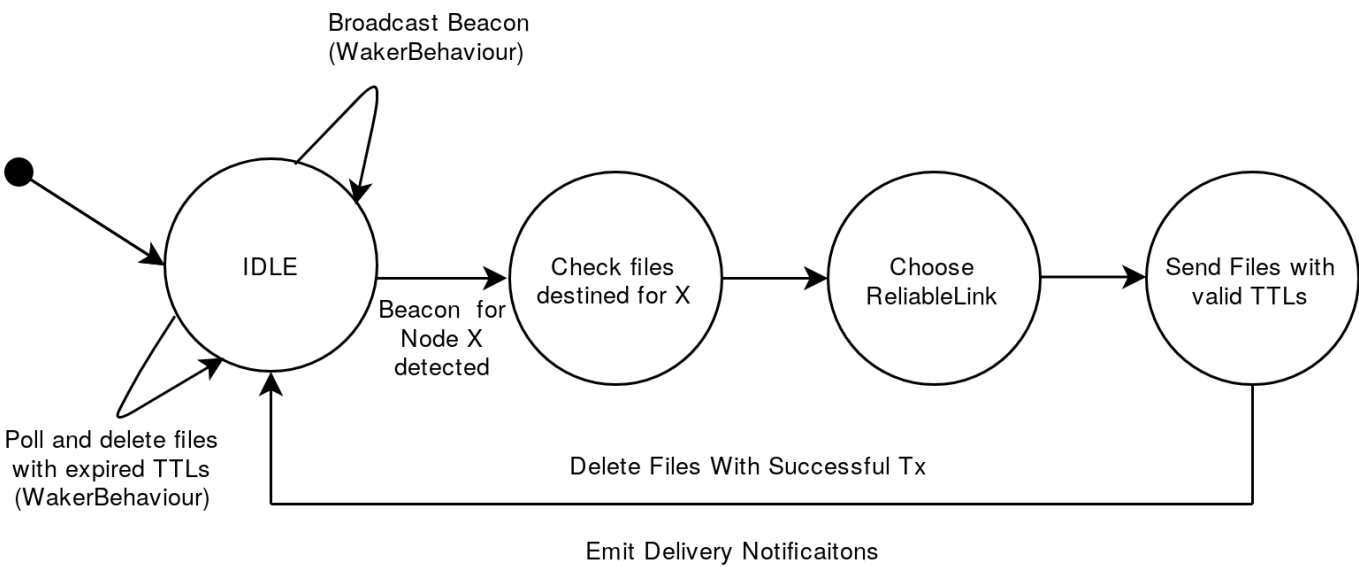 Broadcast Beacon
(WakerBehaviour)
IDLE
Beacon for
Node X
detected
Check files
destined for X
Choose
ReliableLink
Send Files with
valid TTLs
Poll and delete files
with expired TTLs
(WakerBehaviour)
Delete Files With Successful Tx
Emit Delivery Notificaitons